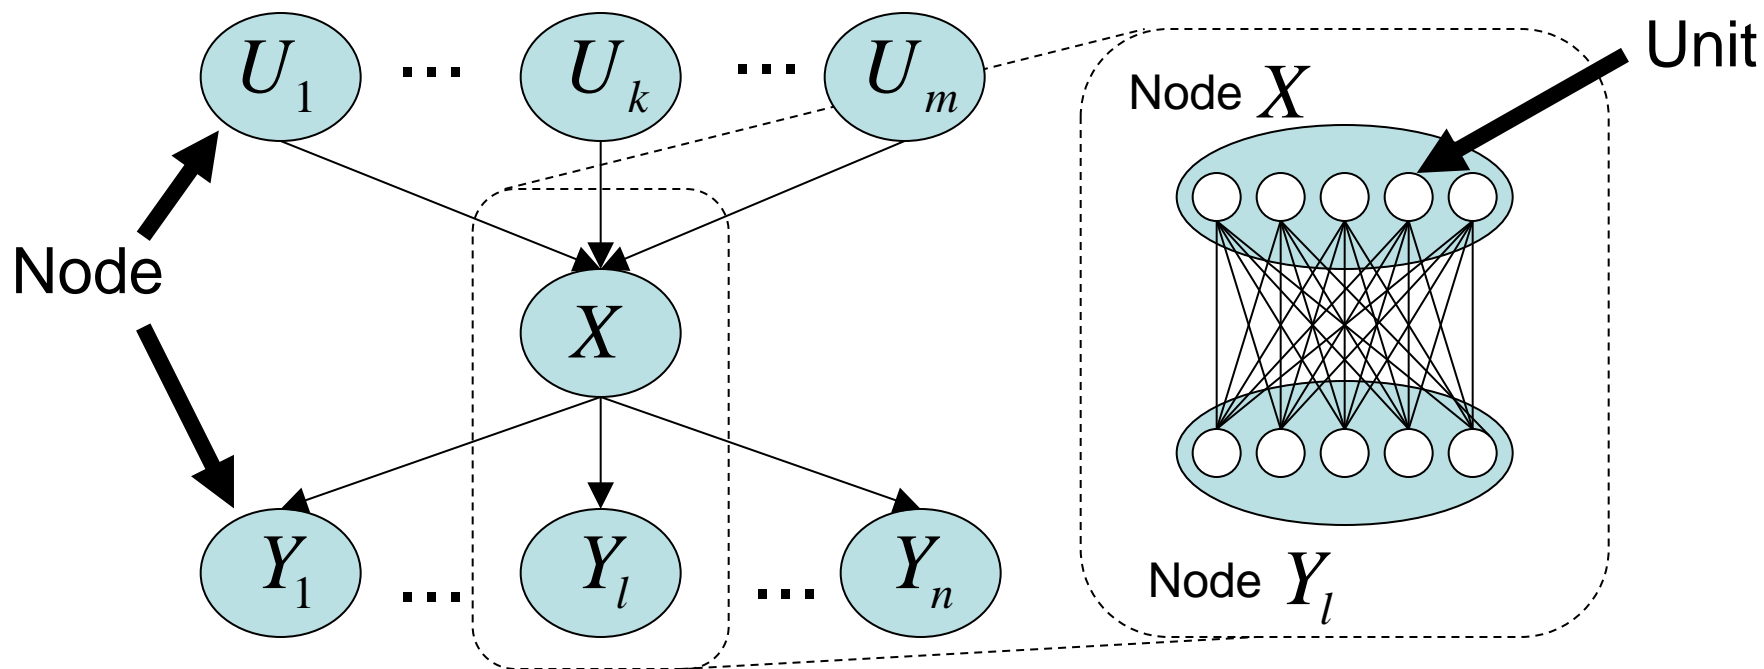 U₁ ... Uₖ ... Uₘ
Unit
Node X
Node
X
Y₁ ... Yₗ ... Yₙ
Node Yₗ